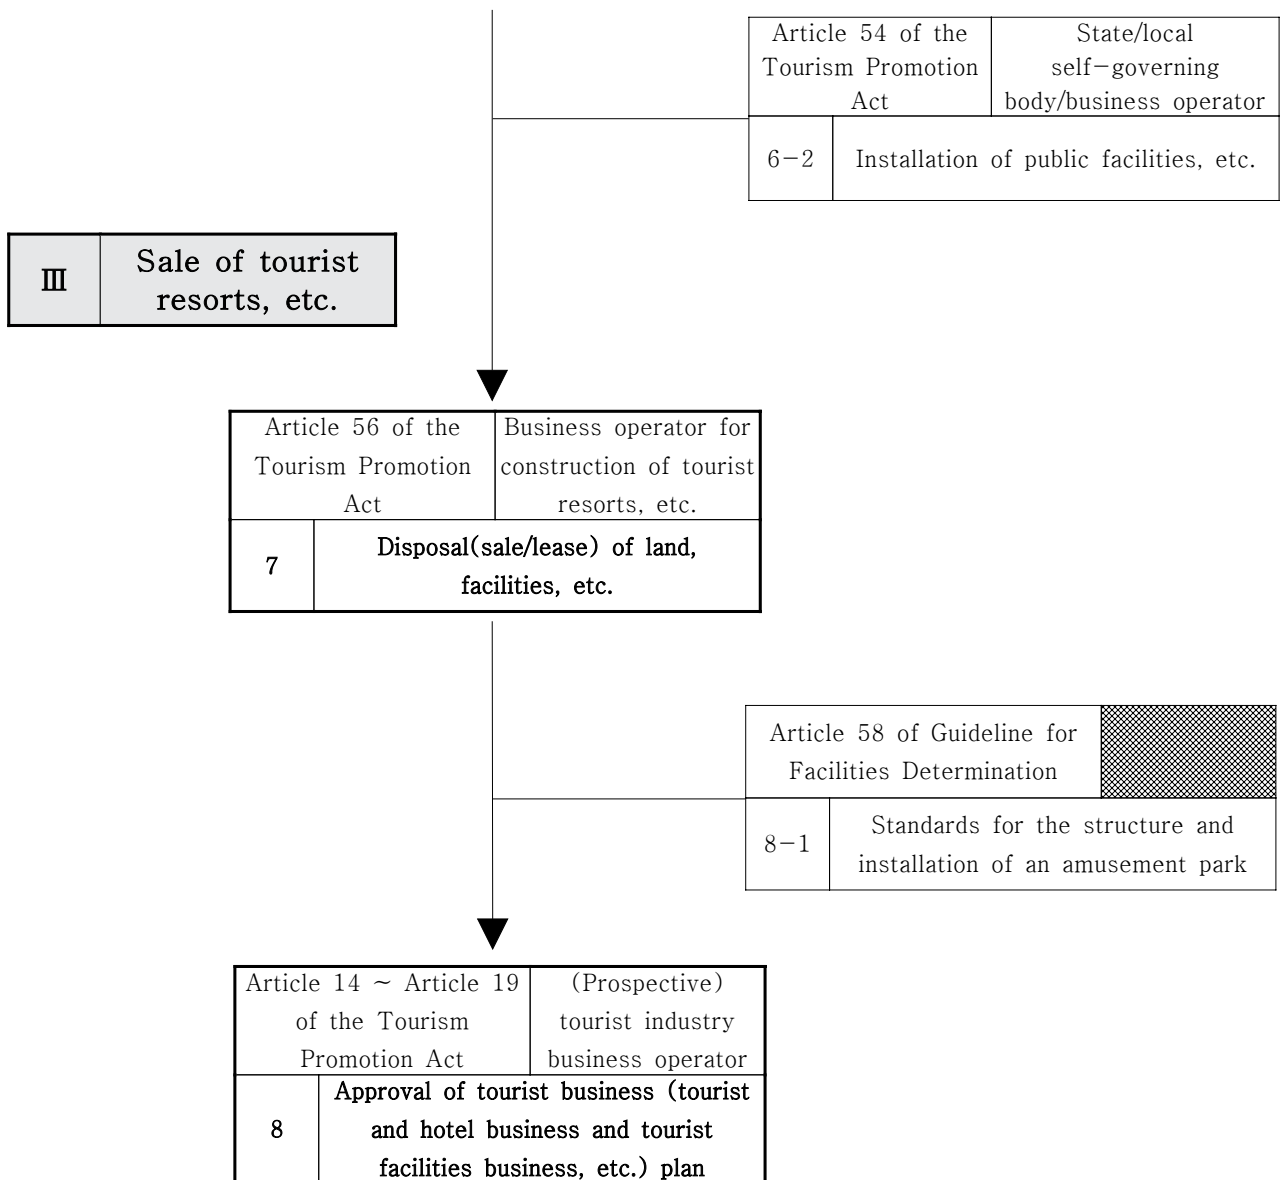 Article 54 of the
Tourism Promotion
Act
State/local
self-governing
body/business operator
6-2
Installation of public facilities, etc.
Ⅲ
Sale of tourist
resorts, etc.
Article 56 of the
Tourism Promotion
Act
Business operator for
construction of tourist
resorts, etc.
7
Disposal(sale/lease) of land,
facilities, etc.
Article 58 of Guideline for
Facilities Determination
8-1
Standards for the structure and
installation of an amusement park
Article 14 ~ Article 19
of the Tourism
Promotion Act
(Prospective)
tourist industry
business operator
8
Approval of tourist business (tourist
and hotel business and tourist
facilities business, etc.) plan